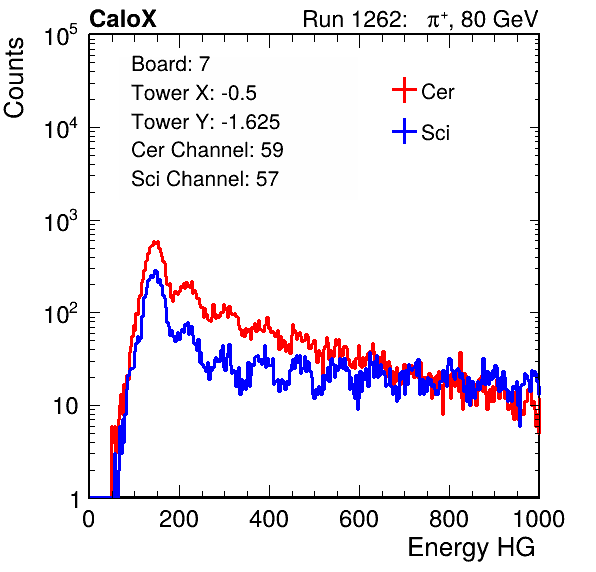 CaloX
Run 1262: π⁺, 80 GeV
Counts
10⁵
10⁴
10³
10²
10
1
Board: 7
Tower X: -0.5
Tower Y: -1.625
Cer Channel: 59
Sci Channel: 57
Cer
Sci
0 200 400 600 800 1000
Energy HG